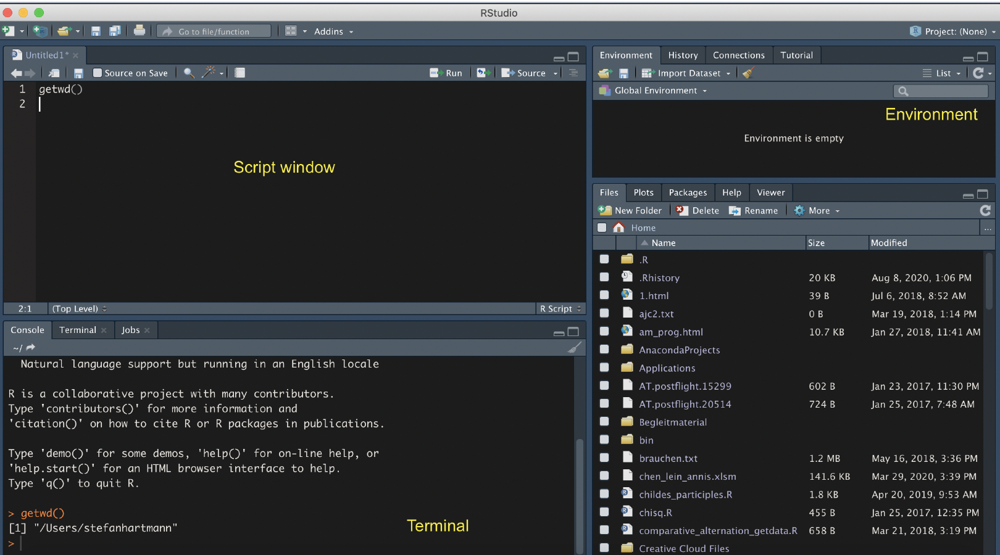 RStudio
Go to file/function
Addins
Project: (None)
Untitled1*
Source on Save
Run
Source
1 getwd()
2
Script window
2:1 (Top Level) R Script
Console Terminal Jobs
~/
Natural language support but running in an English locale
R is a collaborative project with many contributors.
Type 'contributors()' for more information and
'citation()' on how to cite R or R packages in publications.
Type 'demo()' for some demos, 'help()' for on-line help, or
'help.start()' for an HTML browser interface to help.
Type 'q()' to quit R.
> getwd()
[1] "/Users/stefanhartmann"
>
Terminal
Environment History Connections Tutorial
Import Dataset List
Global Environment
Environment
Environment is empty
Files Plots Packages Help Viewer
New Folder Delete Rename More
Home ...
Name Size Modified
.R
.Rhistory 20 KB Aug 8, 2020, 1:06 PM
1.html 39 B Jul 6, 2018, 8:52 AM
ajc2.txt 0 B Mar 19, 2018, 1:14 PM
am_prog.html 10.7 KB Jan 27, 2018, 11:41 AM
AnacondaProjects
Applications
AT.postflight.15299 602 B Jan 23, 2017, 11:30 PM
AT.postflight.20514 724 B Jan 25, 2017, 7:48 AM
Begleitmaterial
bin
brauchen.txt 1.2 MB May 16, 2018, 3:36 PM
chen_lein_annis.xlsm 141.6 KB Mar 29, 2020, 3:39 PM
childes_participles.R 1.8 KB Apr 20, 2019, 9:53 AM
chisq.R 455 B Jan 25, 2017, 12:35 PM
comparative_alternation_getdata.R 658 B Mar 21, 2018, 3:19 PM
Creative Cloud Files